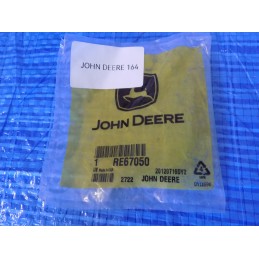 JOHN DEERE 164
JOHN DEERE
1 RE67050
2722 JOHN DEERE